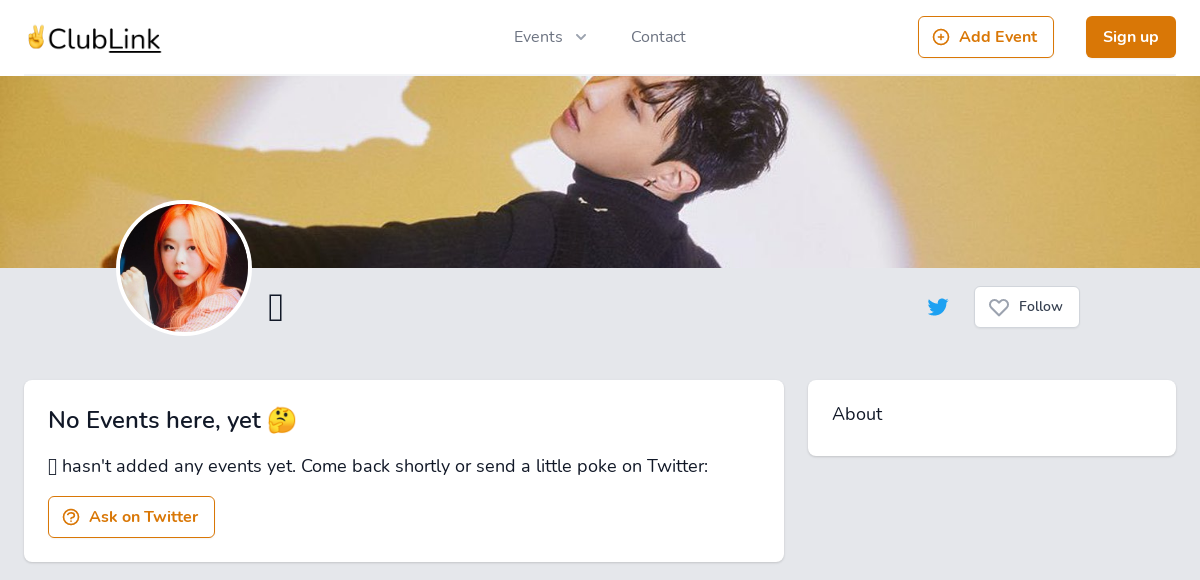 ✌️ClubLink
Events
Contact
Add Event
Sign up
Follow
No Events here, yet 🤔
hasn't added any events yet. Come back shortly or send a little poke on Twitter:
Ask on Twitter
About